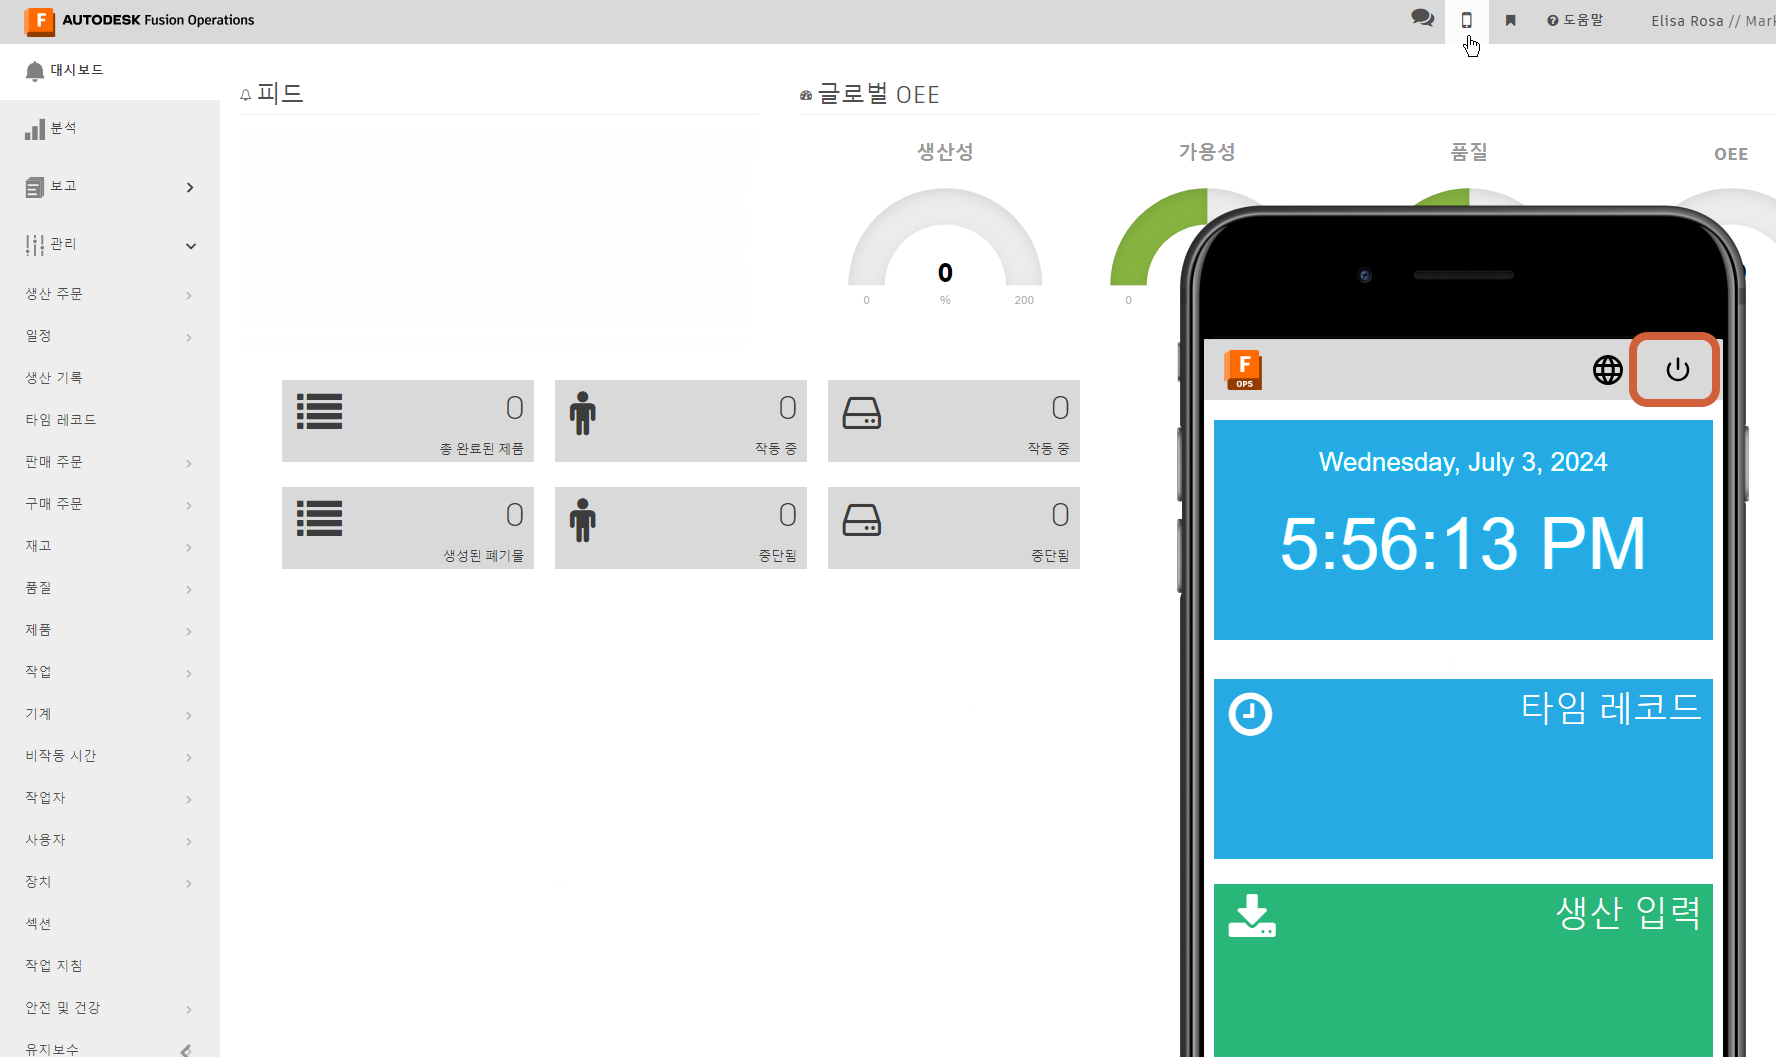 AUTODESK Fusion Operations
도움말
Elisa Rosa // Mark
대시보드
분석
보고
관리
생산 주문
일정
생산 기록
타임 레코드
판매 주문
구매 주문
재고
품질
제품
작업
기계
비작동 시간
작업자
사용자
장치
섹션
작업 지침
안전 및 건강
유지보수
피드
글로벌 OEE
생산성
가용성
품질
OEE
0
0
%
200
0
0
총 완료된 제품
0
작동 중
0
작동 중
0
생성된 폐기물
0
중단됨
0
중단됨
F
OPS
Wednesday, July 3, 2024
5:56:13 PM
타임 레코드
생산 입력